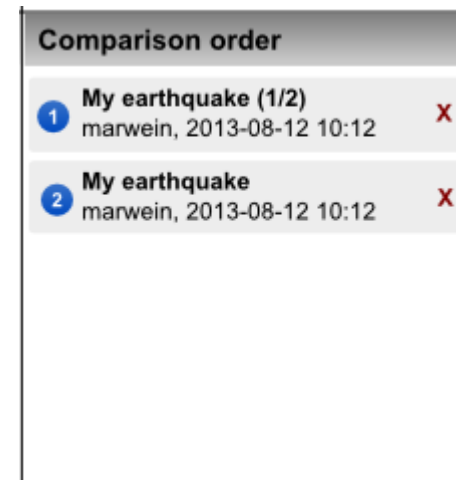 Comparison order
1
My earthquake (1/2)
marwein, 2013-08-12 10:12
X
2
My earthquake
marwein, 2013-08-12 10:12
X